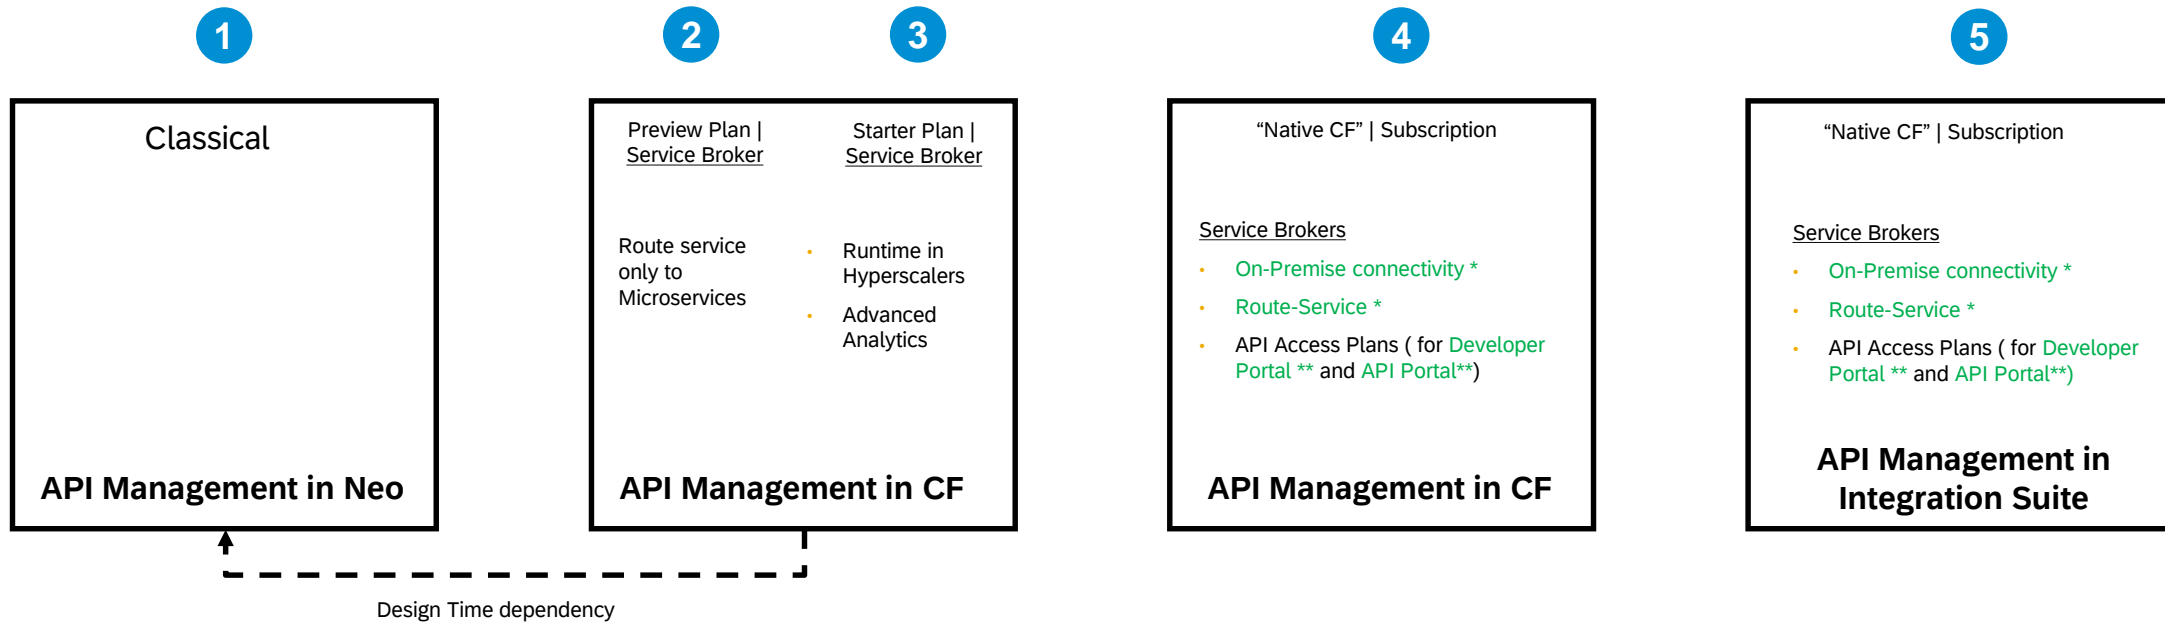 1
2
3
4
5
Classical
API Management in Neo
Preview Plan |
Service Broker
Route service
only to
Microservices
Starter Plan |
Service Broker
• Runtime in
Hyperscalers
• Advanced
Analytics
API Management in CF
“Native CF” | Subscription
Service Brokers
• On-Premise connectivity *
• Route-Service *
• API Access Plans ( for Developer
Portal ** and API Portal**)
API Management in CF
“Native CF” | Subscription
Service Brokers
• On-Premise connectivity *
• Route-Service *
• API Access Plans ( for Developer
Portal ** and API Portal**)
API Management in
Integration Suite
Design Time dependency